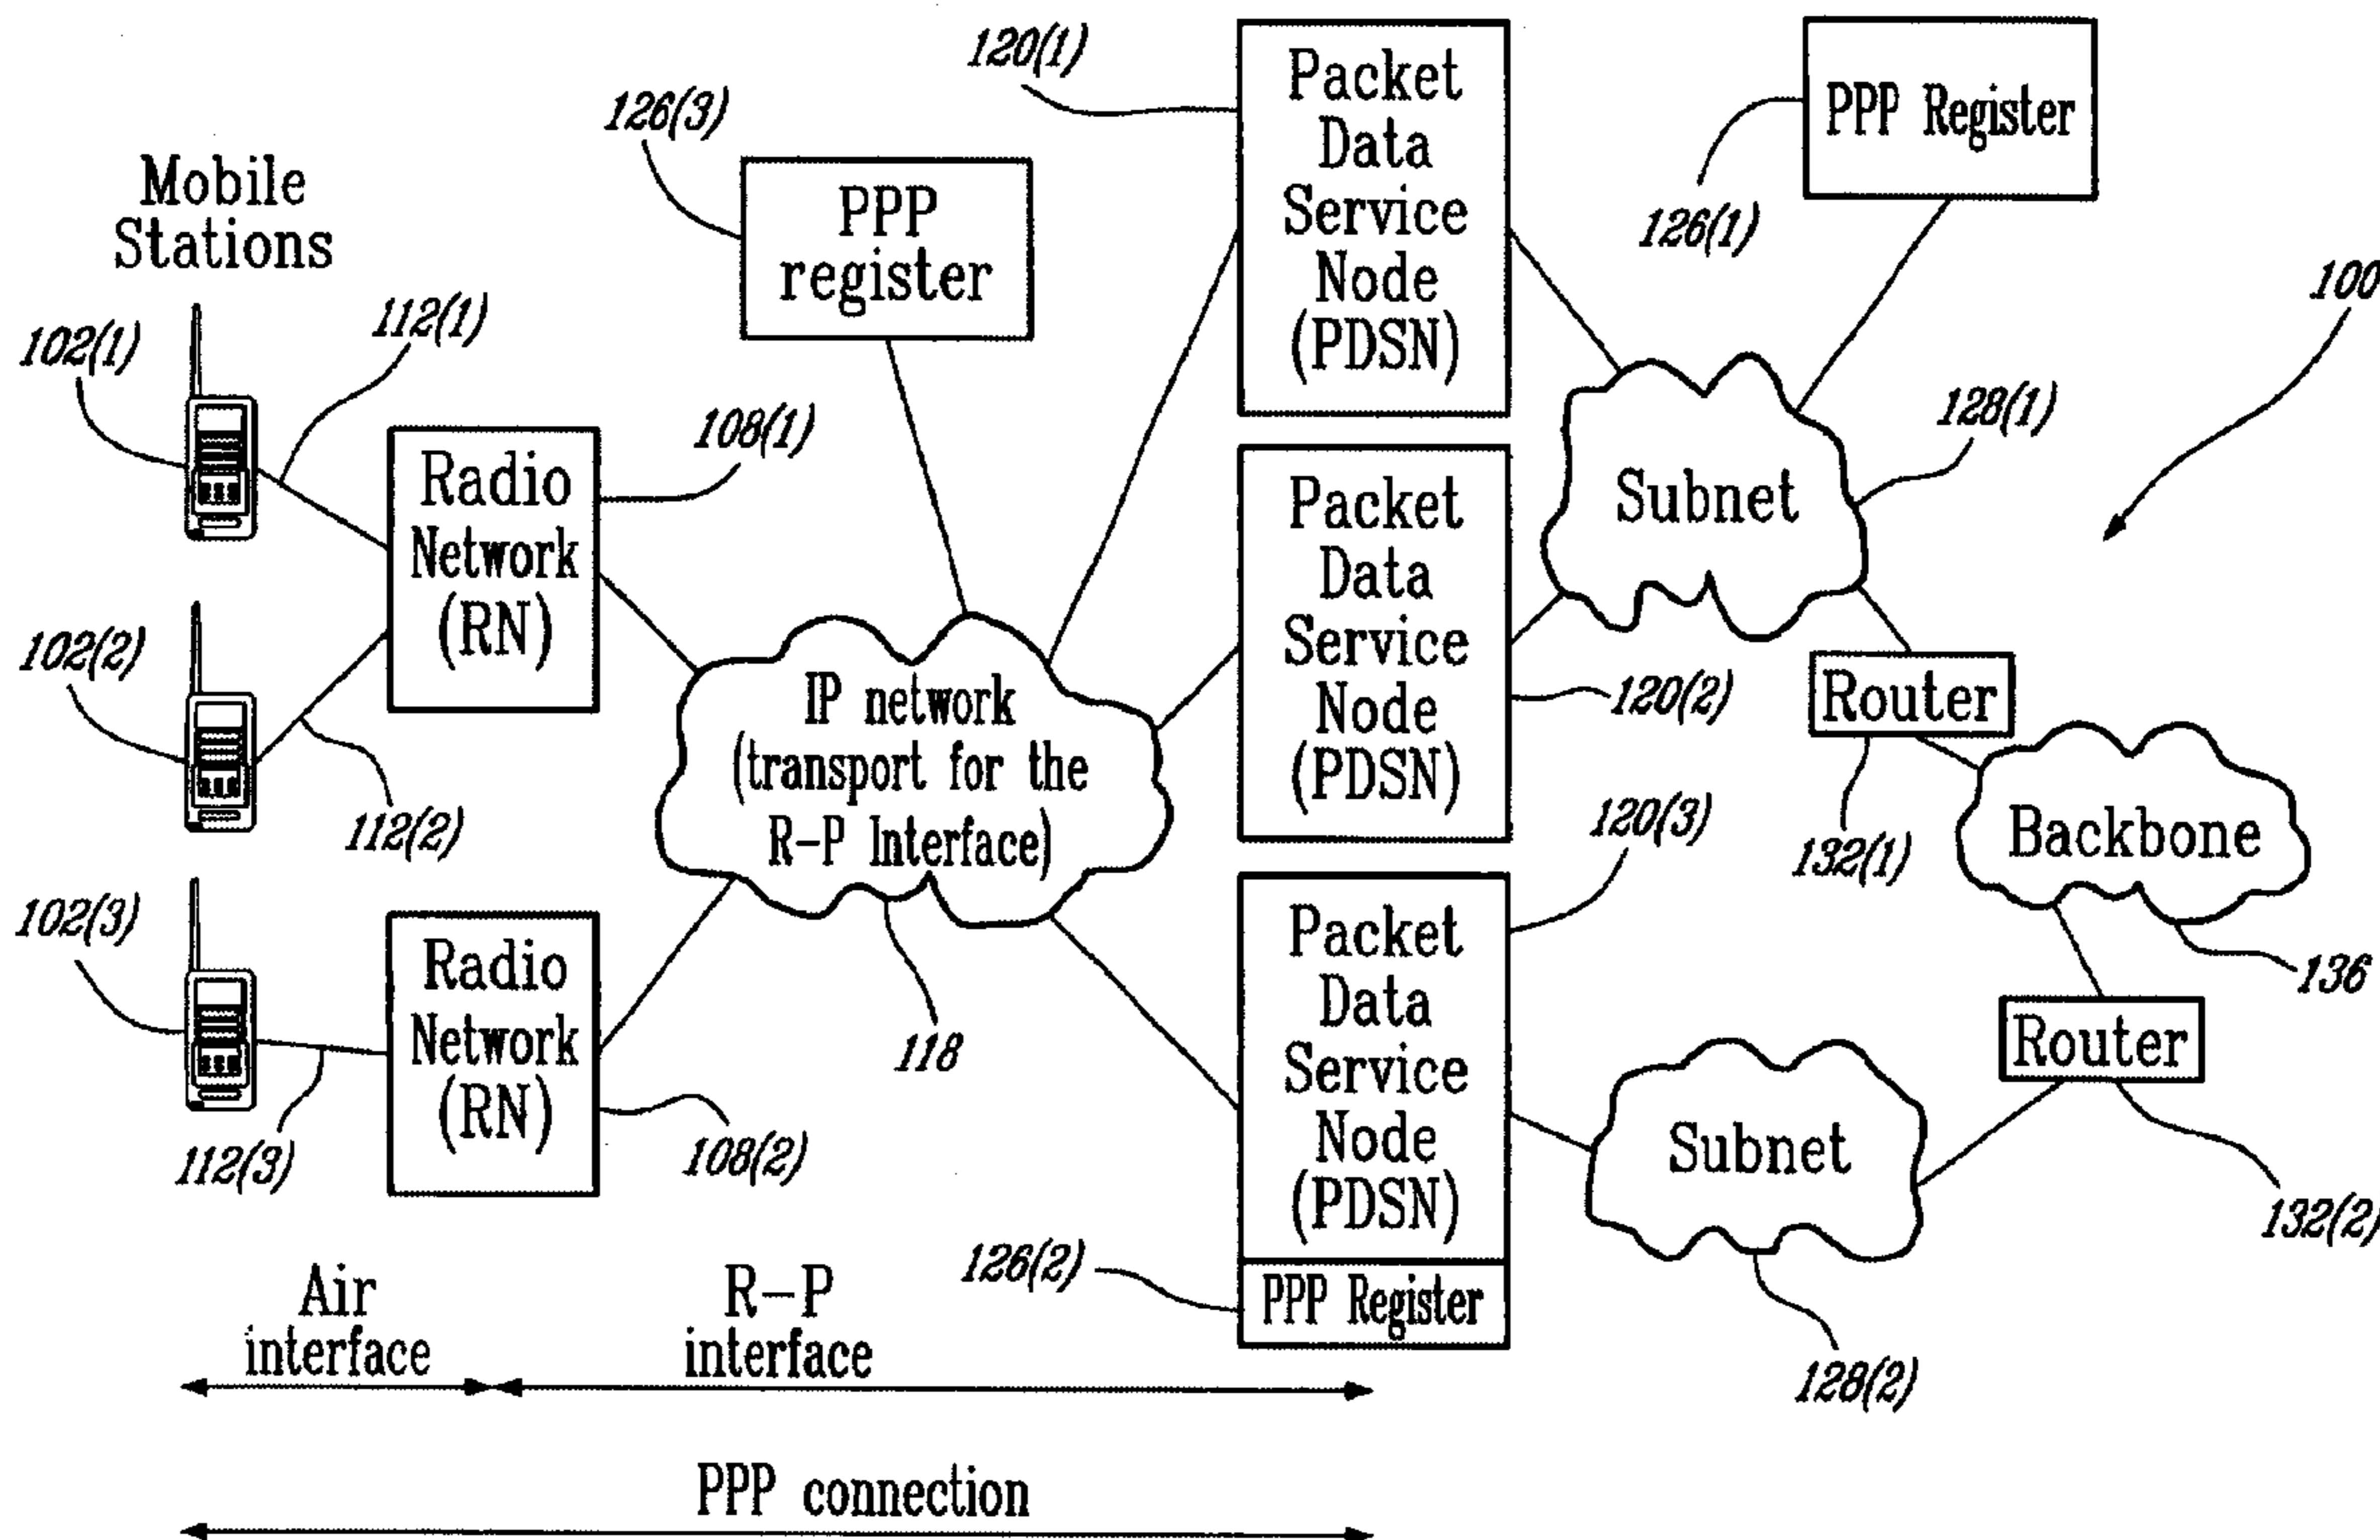 120(1)
Packet
Data
Service
Node
(PDSN)
PPP Register
126(1)
126(3)
PPP
register
Mobile
Stations
100
102(1)
112(1)
Radio
Network
(RN)
108(1)
128(1)
Subnet
Packet
Data
Service
Node
(PDSN)
120(2)
102(2)
112(2)
IP network
(transport for the
R-P Interface)
118
Router
132(1)
Backbone
136
120(3)
Packet
Data
Service
Node
(PDSN)
102(3)
112(3)
Radio
Network
(RN)
108(2)
Router
132(2)
Subnet
128(2)
126(2)
PPP Register
Air
interface
R-P
interface
PPP connection